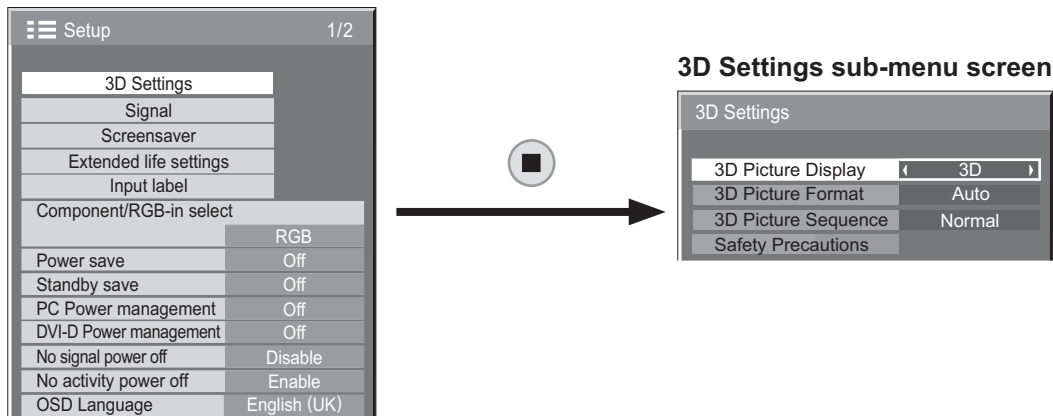 Setup 1/2
3D Settings
Signal
Screensaver
Extended life settings
Input label
Component/RGB-in select
RGB
Power save Off
Standby save Off
PC Power management Off
DVI-D Power management Off
No signal power off Disable
No activity power off Enable
OSD Language English (UK)
3D Settings sub-menu screen
3D Settings
3D Picture Display 3D
3D Picture Format Auto
3D Picture Sequence Normal
Safety Precautions